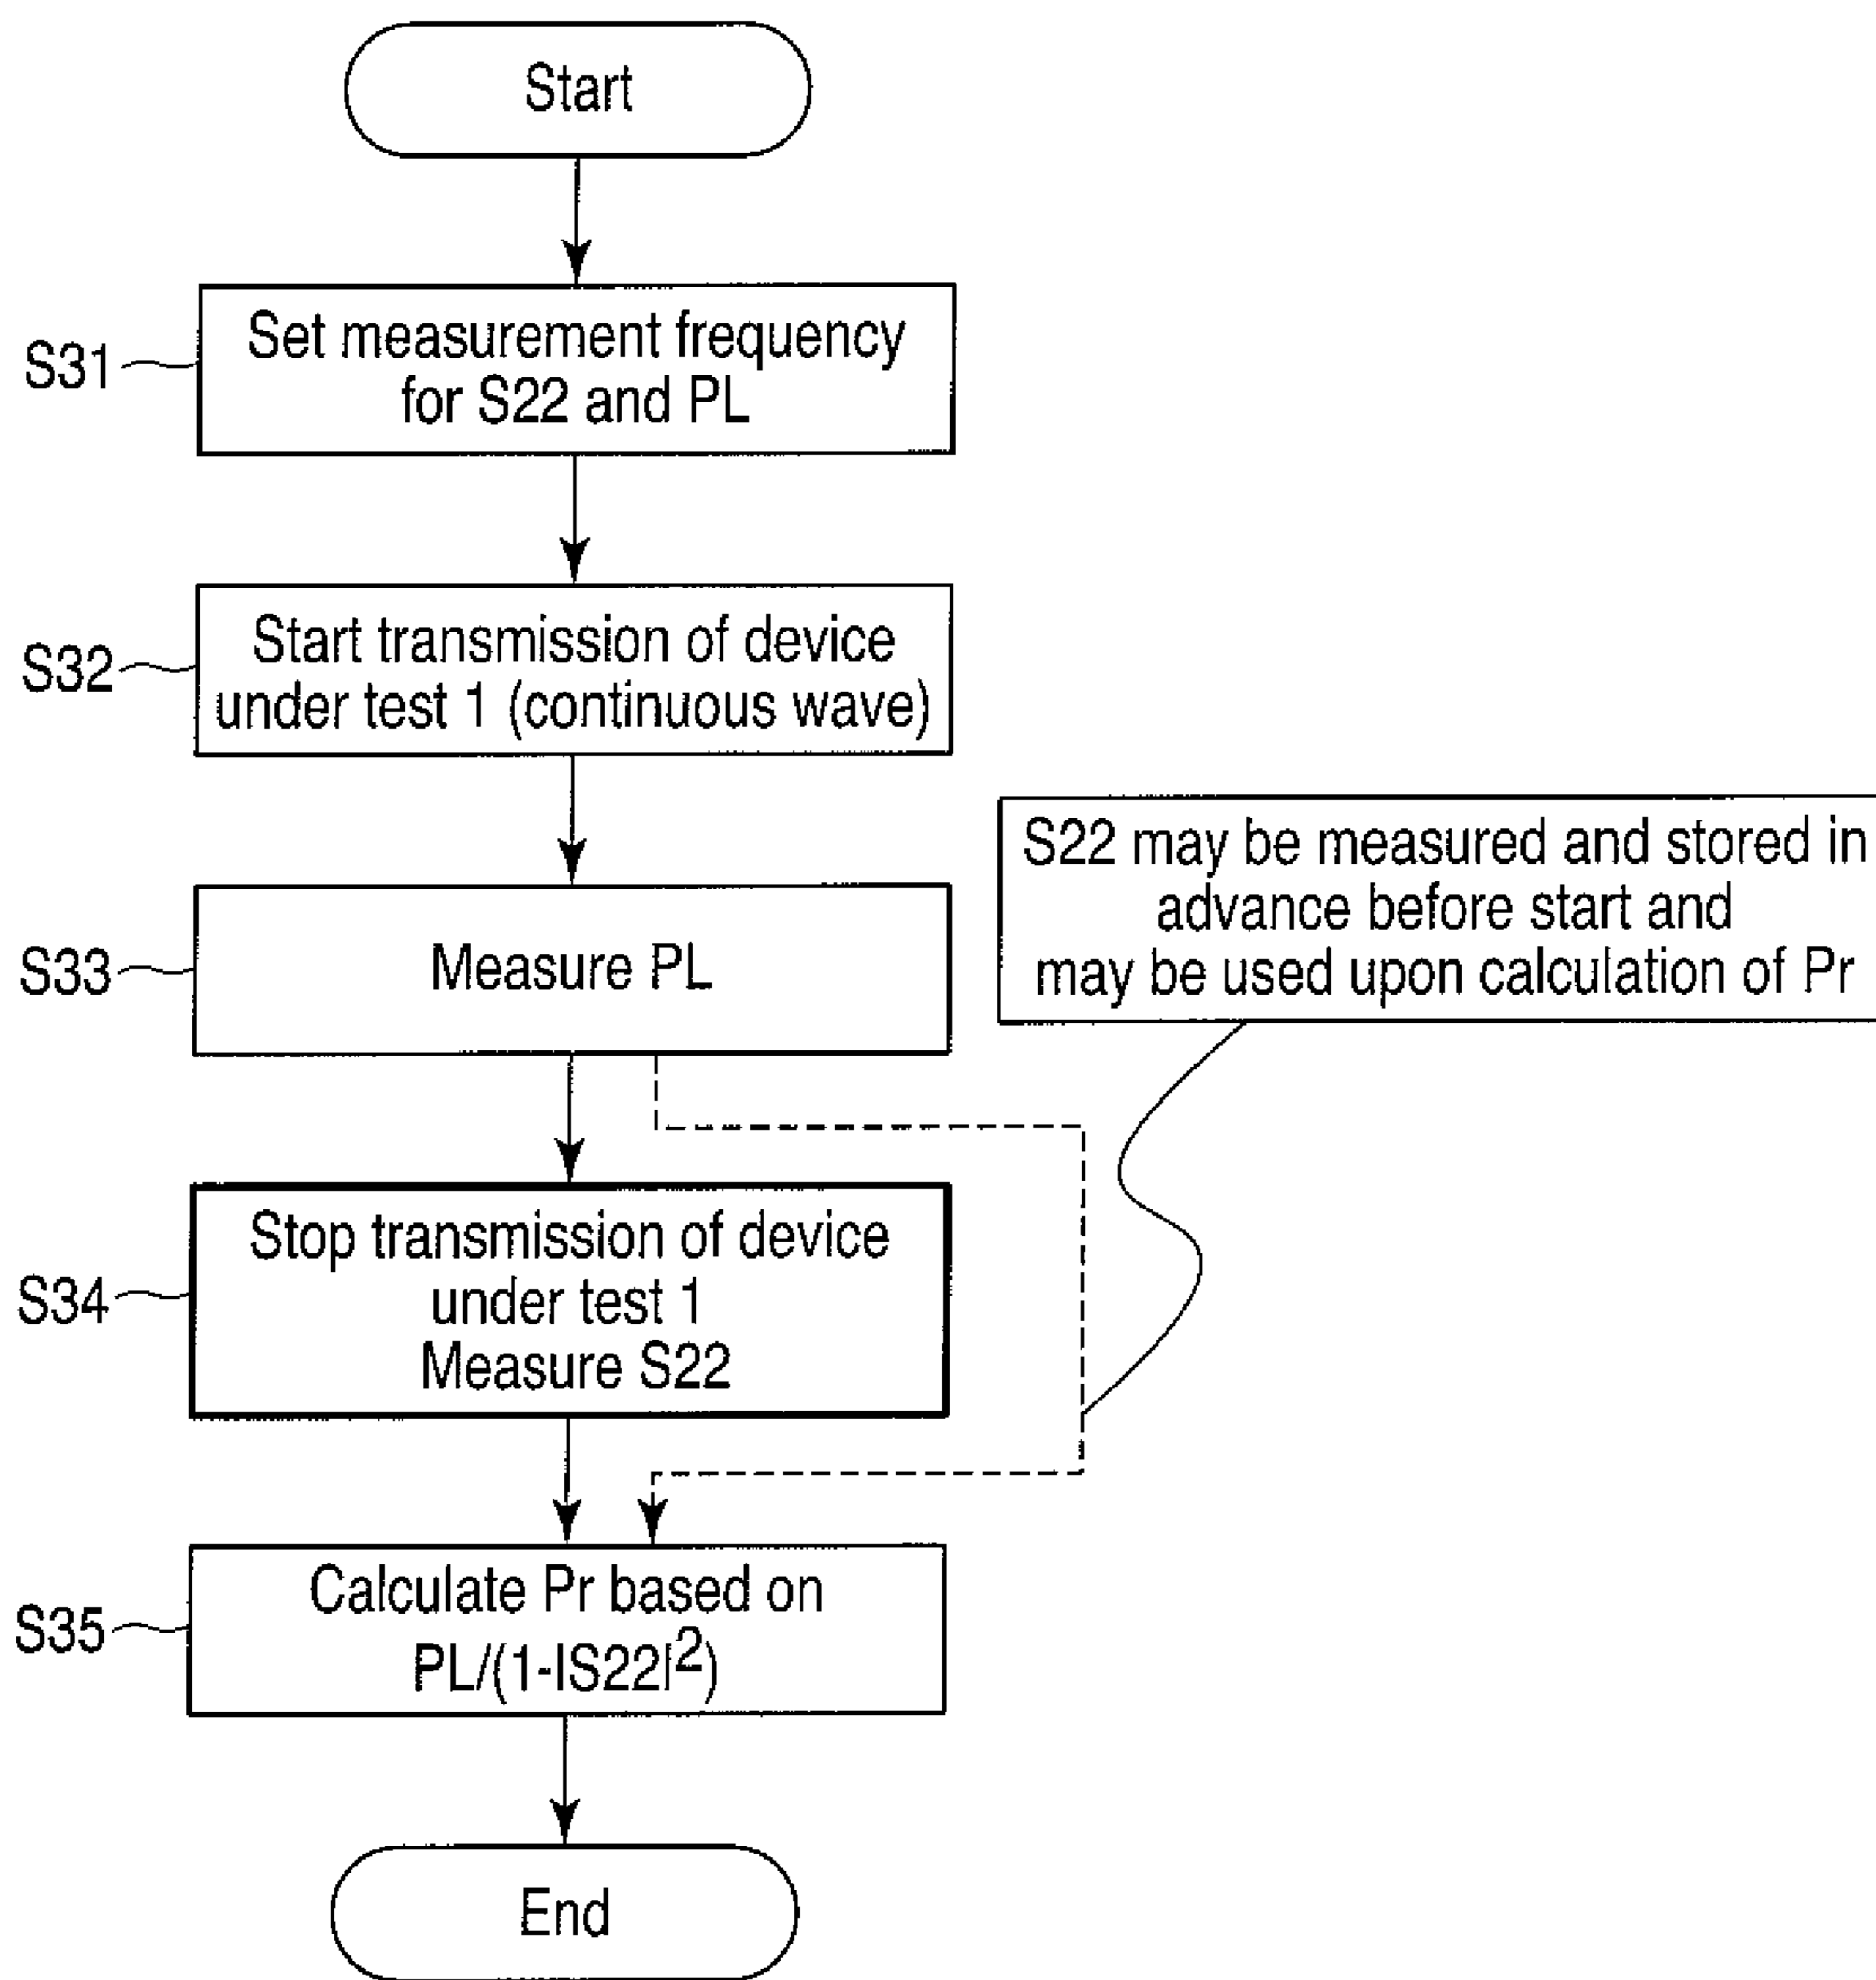 Start
S31
Set measurement frequency
for S22 and PL
S32
Start transmission of device
under test 1 (continuous wave)
S33
Measure PL
S22 may be measured and stored in
advance before start and
may be used upon calculation of Pr
S34
Stop transmission of device
under test 1
Measure S22
S35
Calculate Pr based on
PL/(1-|S22|²)
End